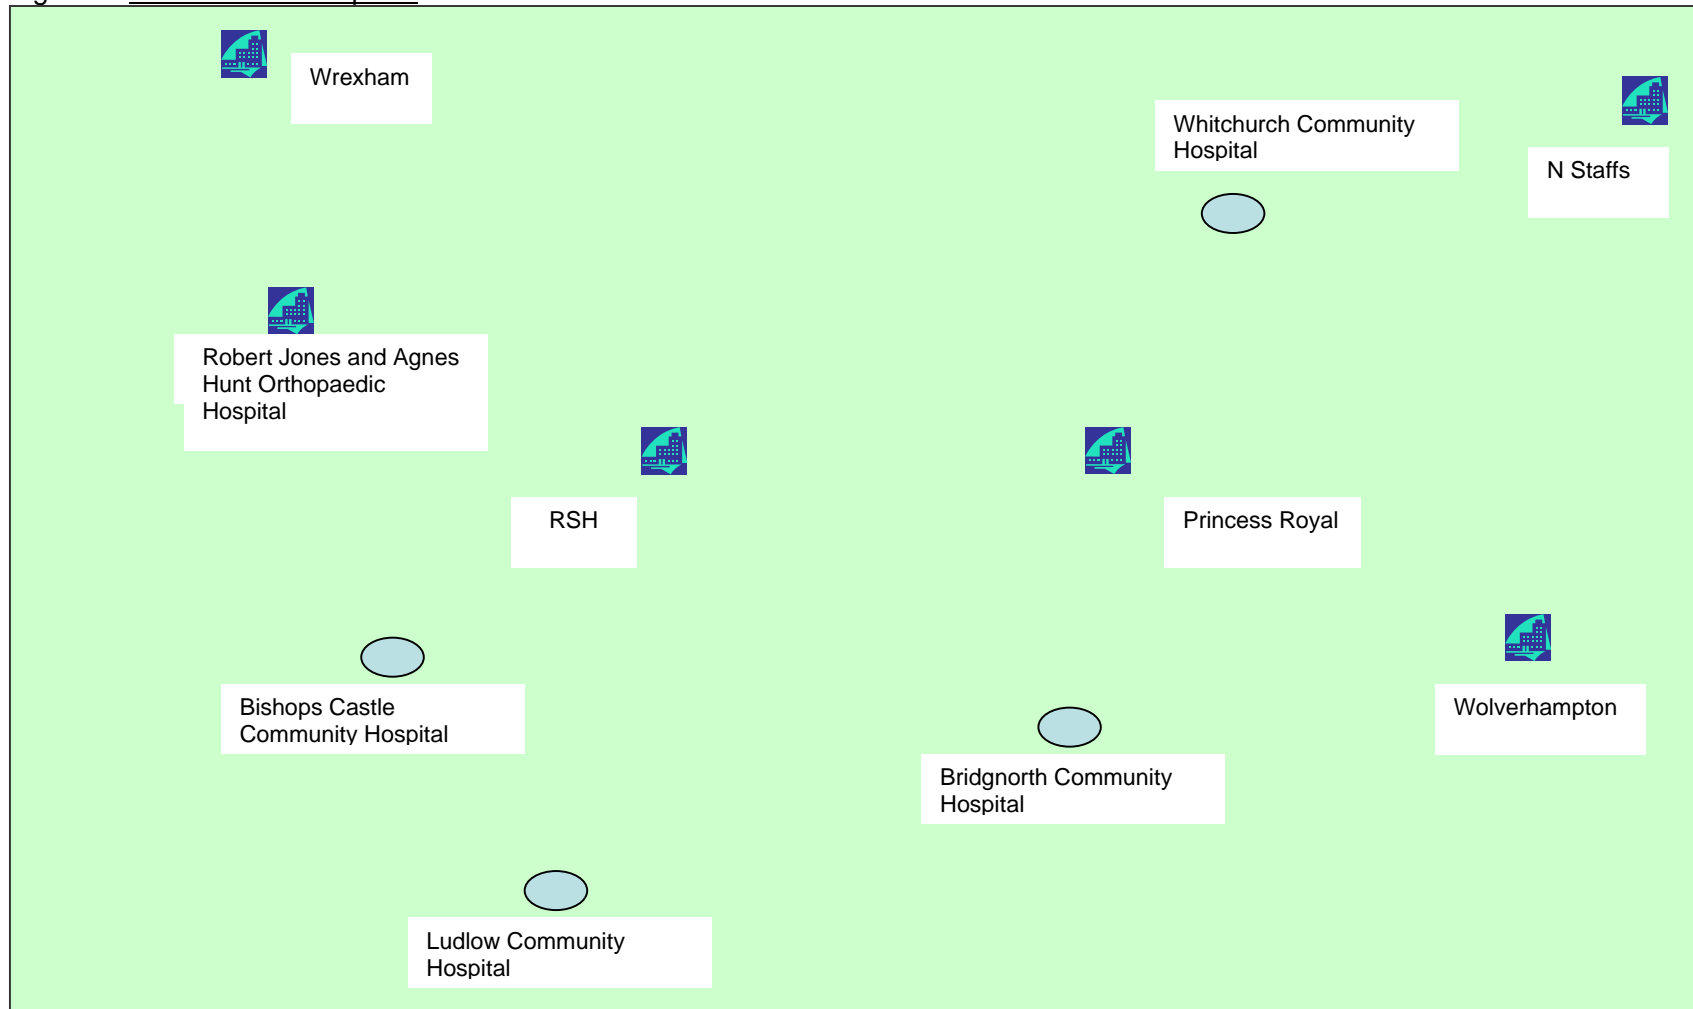 Wrexham
Whitchurch Community
Hospital
N Staffs
Robert Jones and Agnes
Hunt Orthopaedic
Hospital
RSH
Princess Royal
Bishops Castle
Community Hospital
Wolverhampton
Bridgnorth Community
Hospital
Ludlow Community
Hospital